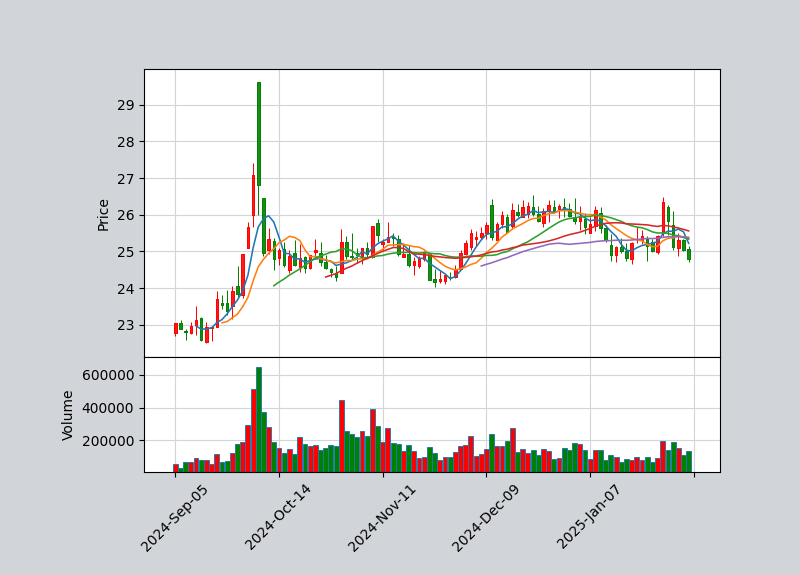 Price
29
28
27
26
25
24
23
Volume
600000
400000
200000
2024-Sep-05
2024-Oct-14
2024-Nov-11
2024-Dec-09
2025-Jan-07